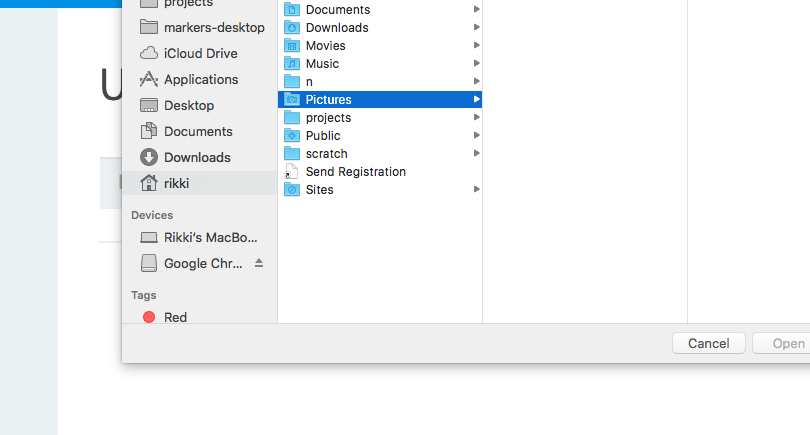 projects
markers-desktop
iCloud Drive
Applications
Desktop
Documents
Downloads
rikki
Devices
Rikki's MacBo...
Google Chr...
Tags
Red
Documents
Downloads
Movies
Music
n
Pictures
projects
Public
scratch
Send Registration
Sites
Cancel
Open